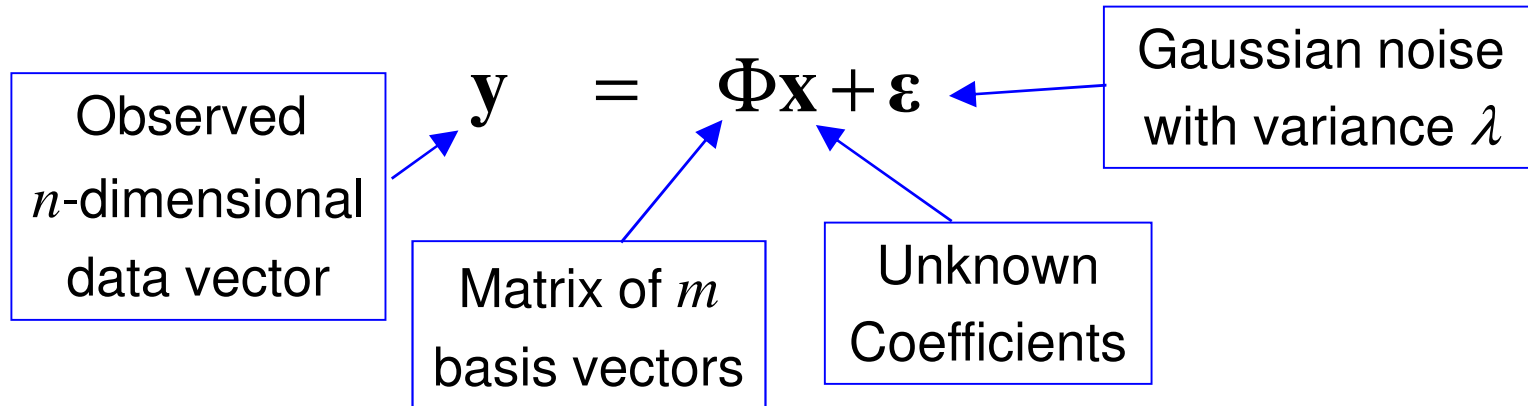 y = Φx + ε
Observed
n-dimensional
data vector
Matrix of m
basis vectors
Unknown
Coefficients
Gaussian noise
with variance λ